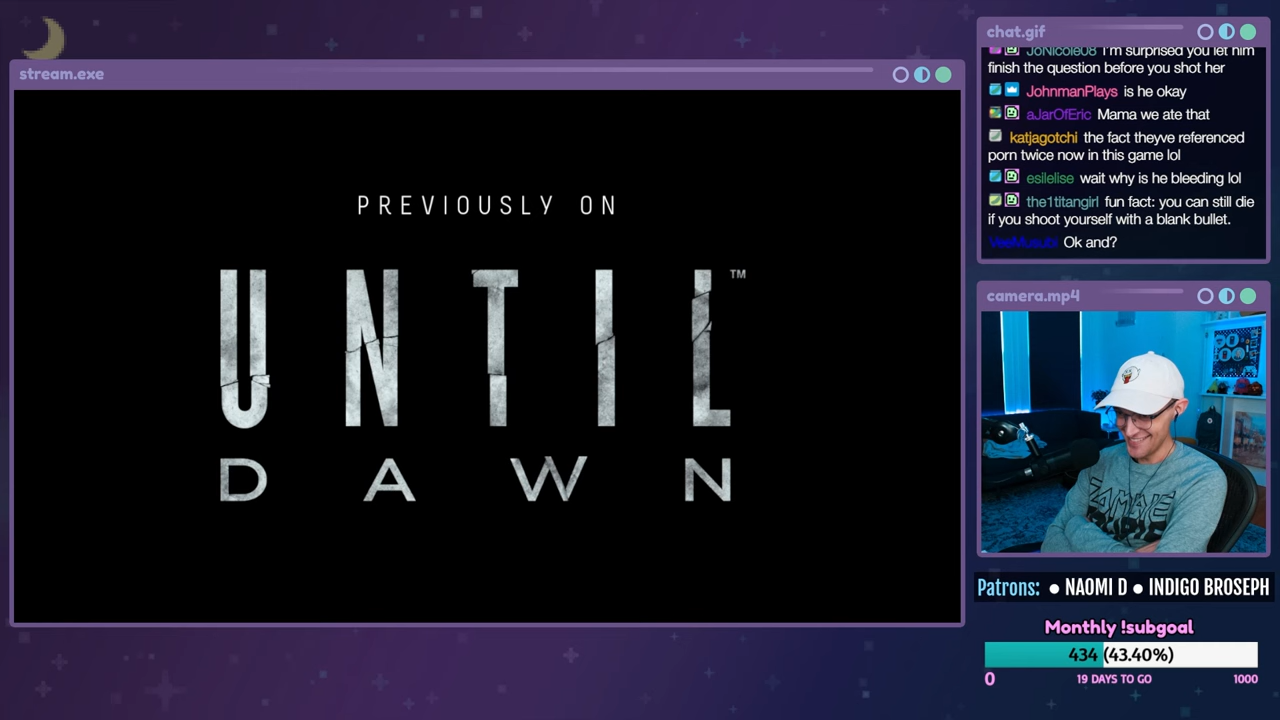 stream.exe
PREVIOUSLY ON
UNTIL
TM
DAWN
chat.gif
JoNicole08 I'm surprised you let him
finish the question before you shot her
JohnmanPlays is he okay
aJarOfEric Mama we ate that
katjagotchi the fact theyve referenced
porn twice now in this game lol
esilelise wait why is he bleeding lol
the1titangirl fun fact: you can still die
if you shoot yourself with a blank bullet.
Ok and?
camera.mp4
Patrons: ● NAOMI D ● INDIGO BROSEPH
Monthly !subgoal
434 (43.40%)
0 19 DAYS TO GO 1000